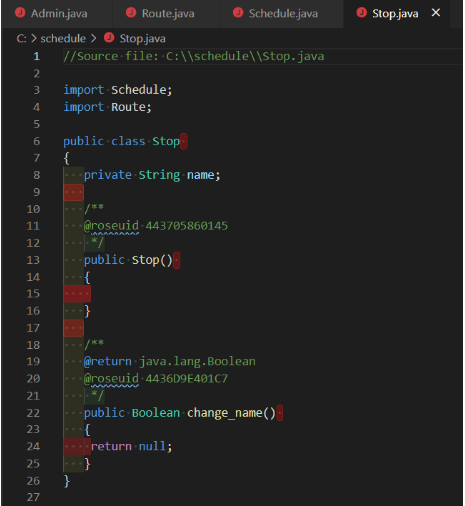 Admin.java Route.java Schedule.java Stop.java ×
C: > schedule > Stop.java
1 //Source file: C:\\schedule\\Stop.java
2
3 import Schedule;
4 import Route;
5
6 public class Stop
7 {
8 private String name;
9
10 /**
11 @roseuid 443705860145
12 */
13 public Stop()
14 {
15
16 }
17
18 /**
19 @return java.lang.Boolean
20 @roseuid 4436D9E401C7
21 */
22 public Boolean change_name()
23 {
24 return null;
25 }
26 }
27